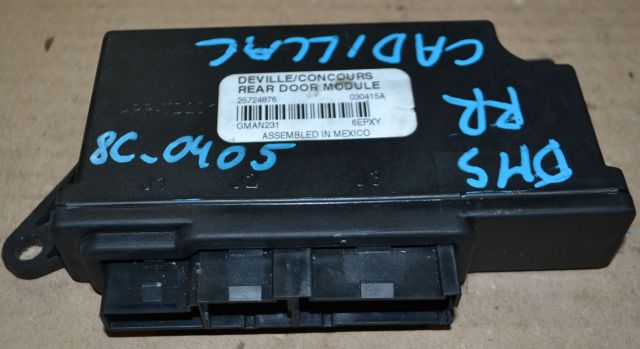 CADILLAC
DEVILLE/CONCOURS
REAR DOOR MODULE
25724876 030415A
GMAN231 6EPXY
ASSEMBLED IN MEXICO
RR
DHS
8C-0405
J1 J2 J3